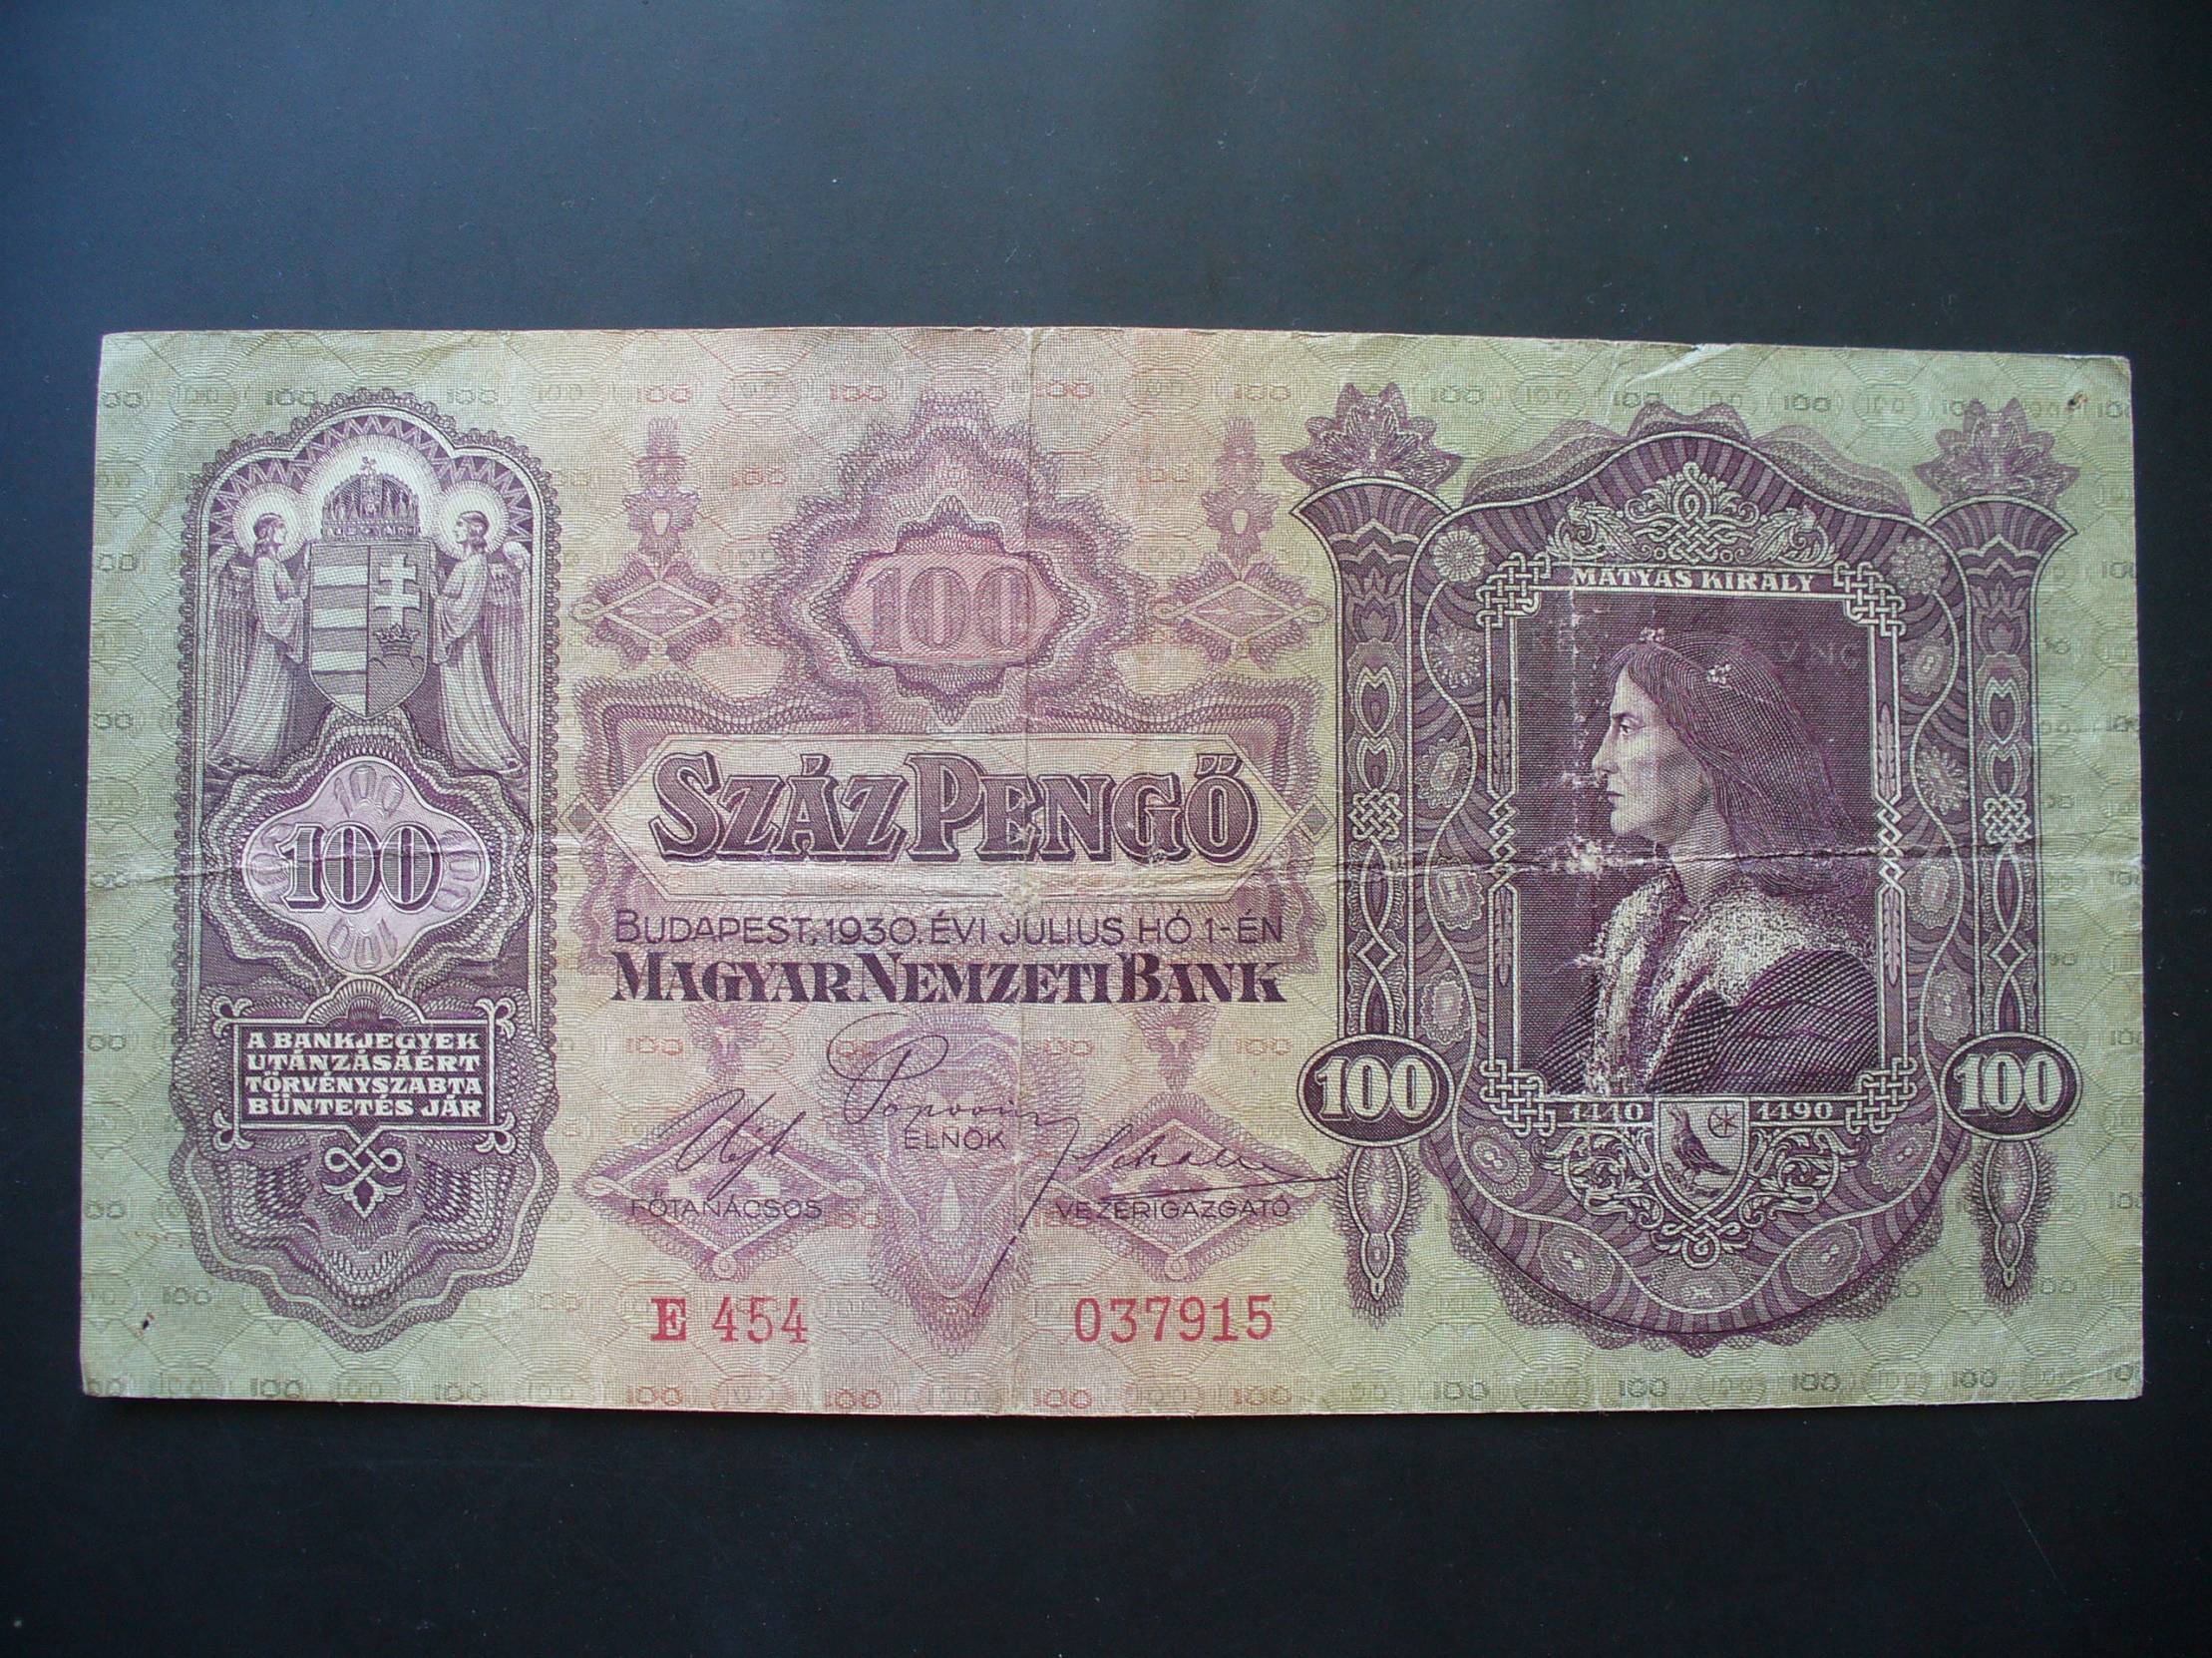 100
A BANKJEGYEK
UTÁNZÁSÁÉRT
TÖRVÉNYSZABTA
BÜNTETÉS JÁR
100
SZÁZ PENGŐ
BUDAPEST, 1930. ÉVI JÚLIUS HÓ 1-ÉN
MAGYAR NEMZETI BANK
ELNÖK
FŐTANÁCSOS
VEZÉRIGAZGATÓ
E 454
037915
MÁTYÁS KIRÁLY
100
100
1440
1490